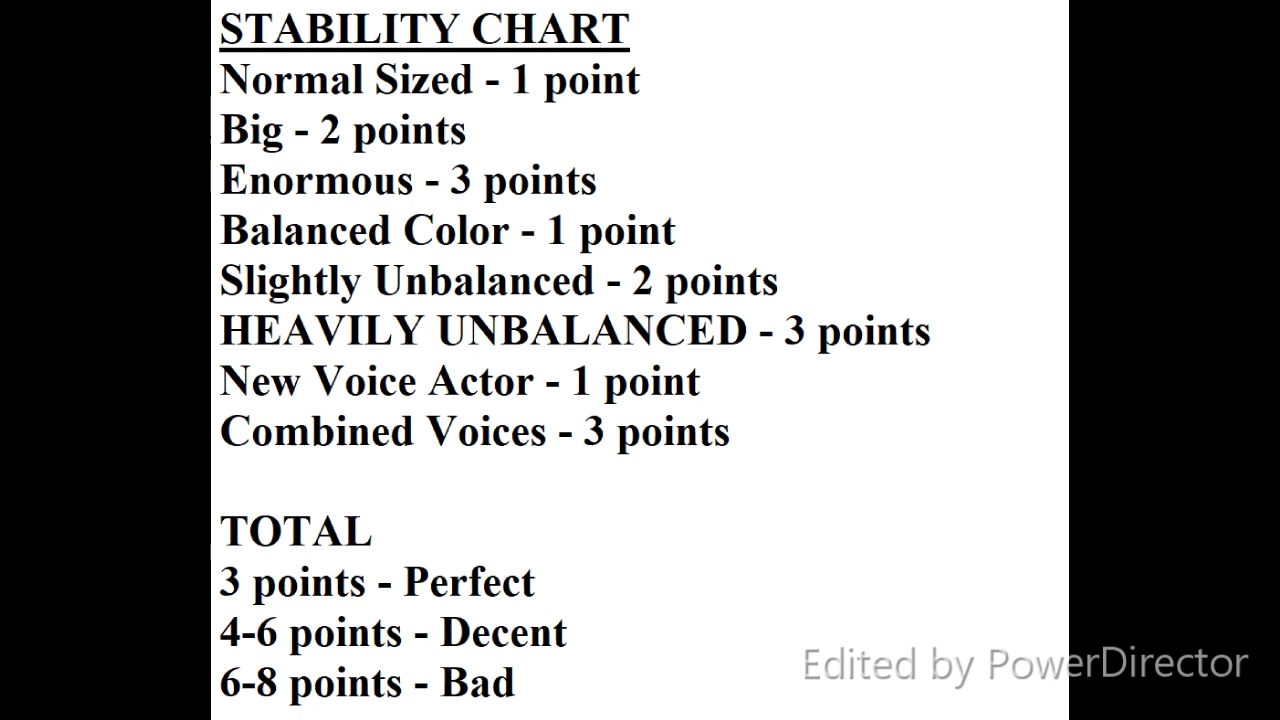 STABILITY CHART
Normal Sized - 1 point
Big - 2 points
Enormous - 3 points
Balanced Color - 1 point
Slightly Unbalanced - 2 points
HEAVILY UNBALANCED - 3 points
New Voice Actor - 1 point
Combined Voices - 3 points
TOTAL
3 points - Perfect
4-6 points - Decent
6-8 points - Bad
Edited by PowerDirector